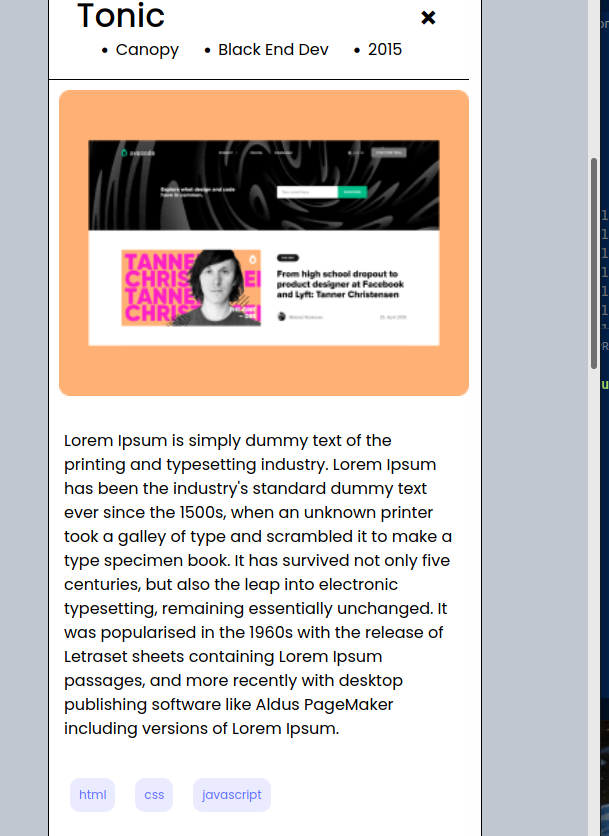 Tonic
✖
• Canopy • Black End Dev • 2015
avocode
Explore what design and code
have in common.
SUBSCRIBE
TANNE
CHRIS EI
TANNE
CHRIS
From high school dropout to
product designer at Facebook
and Lyft: Tanner Christensen
Lorem Ipsum is simply dummy text of the
printing and typesetting industry. Lorem Ipsum
has been the industry's standard dummy text
ever since the 1500s, when an unknown printer
took a galley of type and scrambled it to make a
type specimen book. It has survived not only five
centuries, but also the leap into electronic
typesetting, remaining essentially unchanged. It
was popularised in the 1960s with the release of
Letraset sheets containing Lorem Ipsum
passages, and more recently with desktop
publishing software like Aldus PageMaker
including versions of Lorem Ipsum.
html css javascript